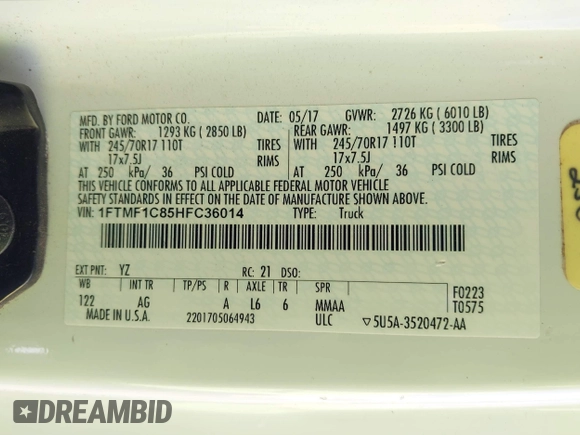 MFD. BY FORD MOTOR CO. DATE: 05/17 GVWR: 2726 KG ( 6010 LB)
FRONT GAWR: 1293 KG ( 2850 LB) REAR GAWR: 1497 KG ( 3300 LB)
WITH 245/70R17 110T TIRES WITH 245/70R17 110T TIRES
17x7.5J RIMS 17x7.5J RIMS
AT 250 kPa/ 36 PSI COLD AT 250 kPa/ 36 PSI COLD
THIS VEHICLE CONFORMS TO ALL APPLICABLE FEDERAL MOTOR VEHICLE
SAFETY STANDARDS IN EFFECT ON THE DATE OF MANUFACTURE SHOWN ABOVE.
VIN: 1FTMF1C85HFC36014 TYPE: Truck
EXT PNT: YZ RC: 21 DSO:
WB INT TR TP/PS R AXLE TR SPR F0223
122 AG A L6 6 MMAA T0575
MADE IN U.S.A. 2201705064943 ULC ▽5U5A-3520472-AA
DREAMBID